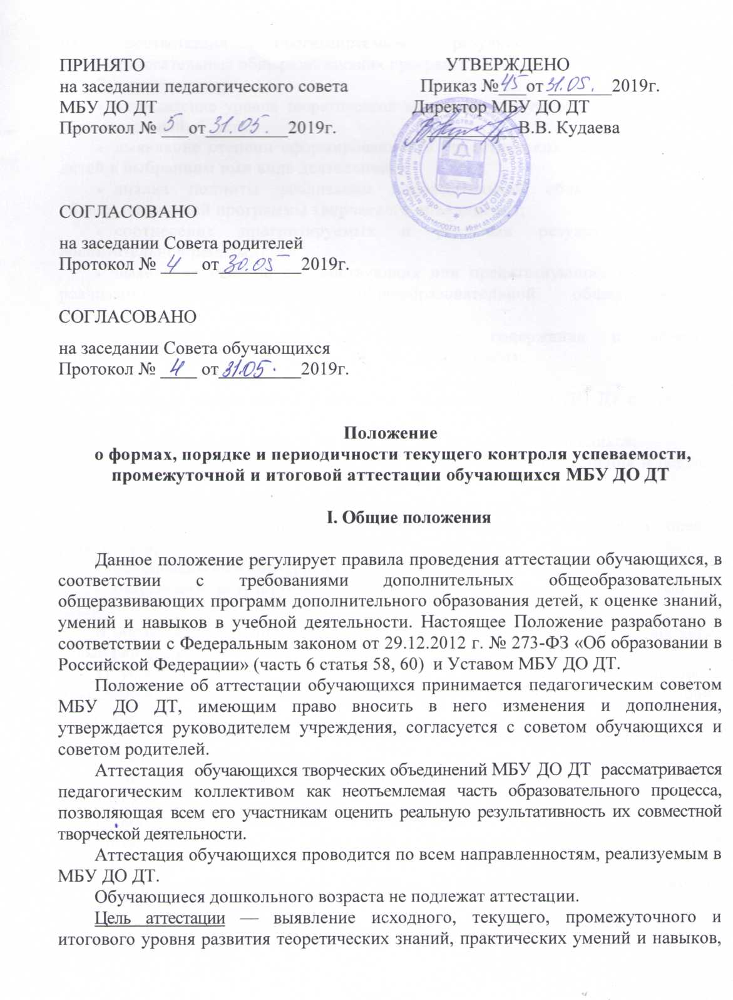 ПРИНЯТО
на заседании педагогического совета
МБУ ДО ДТ
Протокол № 5 от 31.05. 2019г.
УТВЕРЖДЕНО
Приказ № 45 от 31.05. 2019г.
Директор МБУ ДО ДТ
В.В. Кудаева
СОГЛАСОВАНО
на заседании Совета родителей
Протокол № 4 от 30.05 2019г.
СОГЛАСОВАНО
на заседании Совета обучающихся
Протокол № 4 от 31.05. 2019г.
Положение
о формах, порядке и периодичности текущего контроля успеваемости,
промежуточной и итоговой аттестации обучающихся МБУ ДО ДТ
I. Общие положения
Данное положение регулирует правила проведения аттестации обучающихся, в
соответствии с требованиями дополнительных общеобразовательных
общеразвивающих программ дополнительного образования детей, к оценке знаний,
умений и навыков в учебной деятельности. Настоящее Положение разработано в
соответствии с Федеральным законом от 29.12.2012 г. № 273-ФЗ «Об образовании в
Российской Федерации» (часть 6 статья 58, 60) и Уставом МБУ ДО ДТ.
Положение об аттестации обучающихся принимается педагогическим советом
МБУ ДО ДТ, имеющим право вносить в него изменения и дополнения,
утверждается руководителем учреждения, согласуется с советом обучающихся и
советом родителей.
Аттестация обучающихся творческих объединений МБУ ДО ДТ рассматривается
педагогическим коллективом как неотъемлемая часть образовательного процесса,
позволяющая всем его участникам оценить реальную результативность их совместной
творческой деятельности.
Аттестация обучающихся проводится по всем направленностям, реализуемым в
МБУ ДО ДТ.
Обучающиеся дошкольного возраста не подлежат аттестации.
Цель аттестации — выявление исходного, текущего, промежуточного и
итогового уровня развития теоретических знаний, практических умений и навыков,